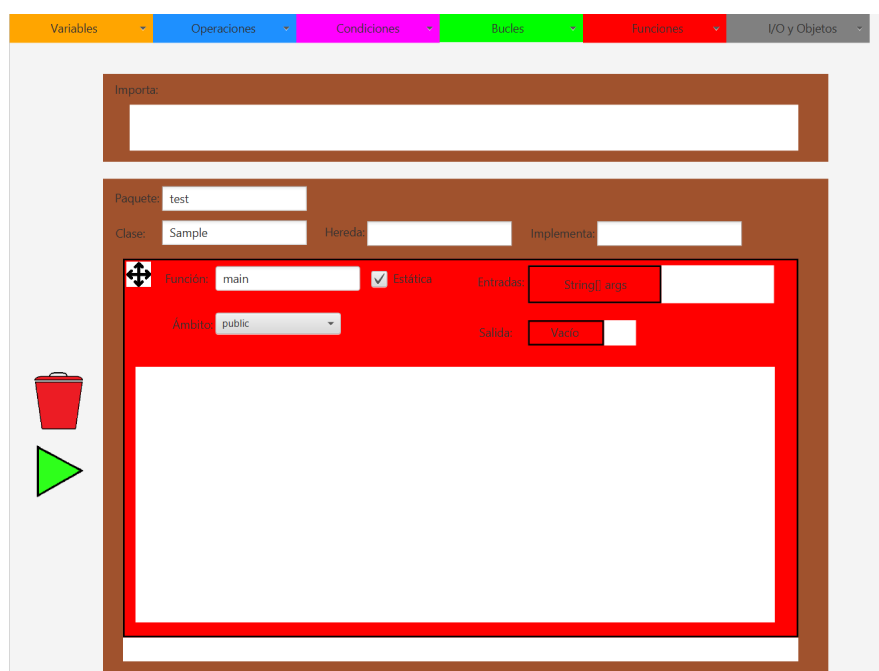 Variables Operaciones Condiciones Bucles Funciones I/O y Objetos
Importa:
Paquete: test
Clase: Sample Hereda: Implementa:
Función: main Estática Entradas: String[] args
Ámbito: public Salida: Vacío